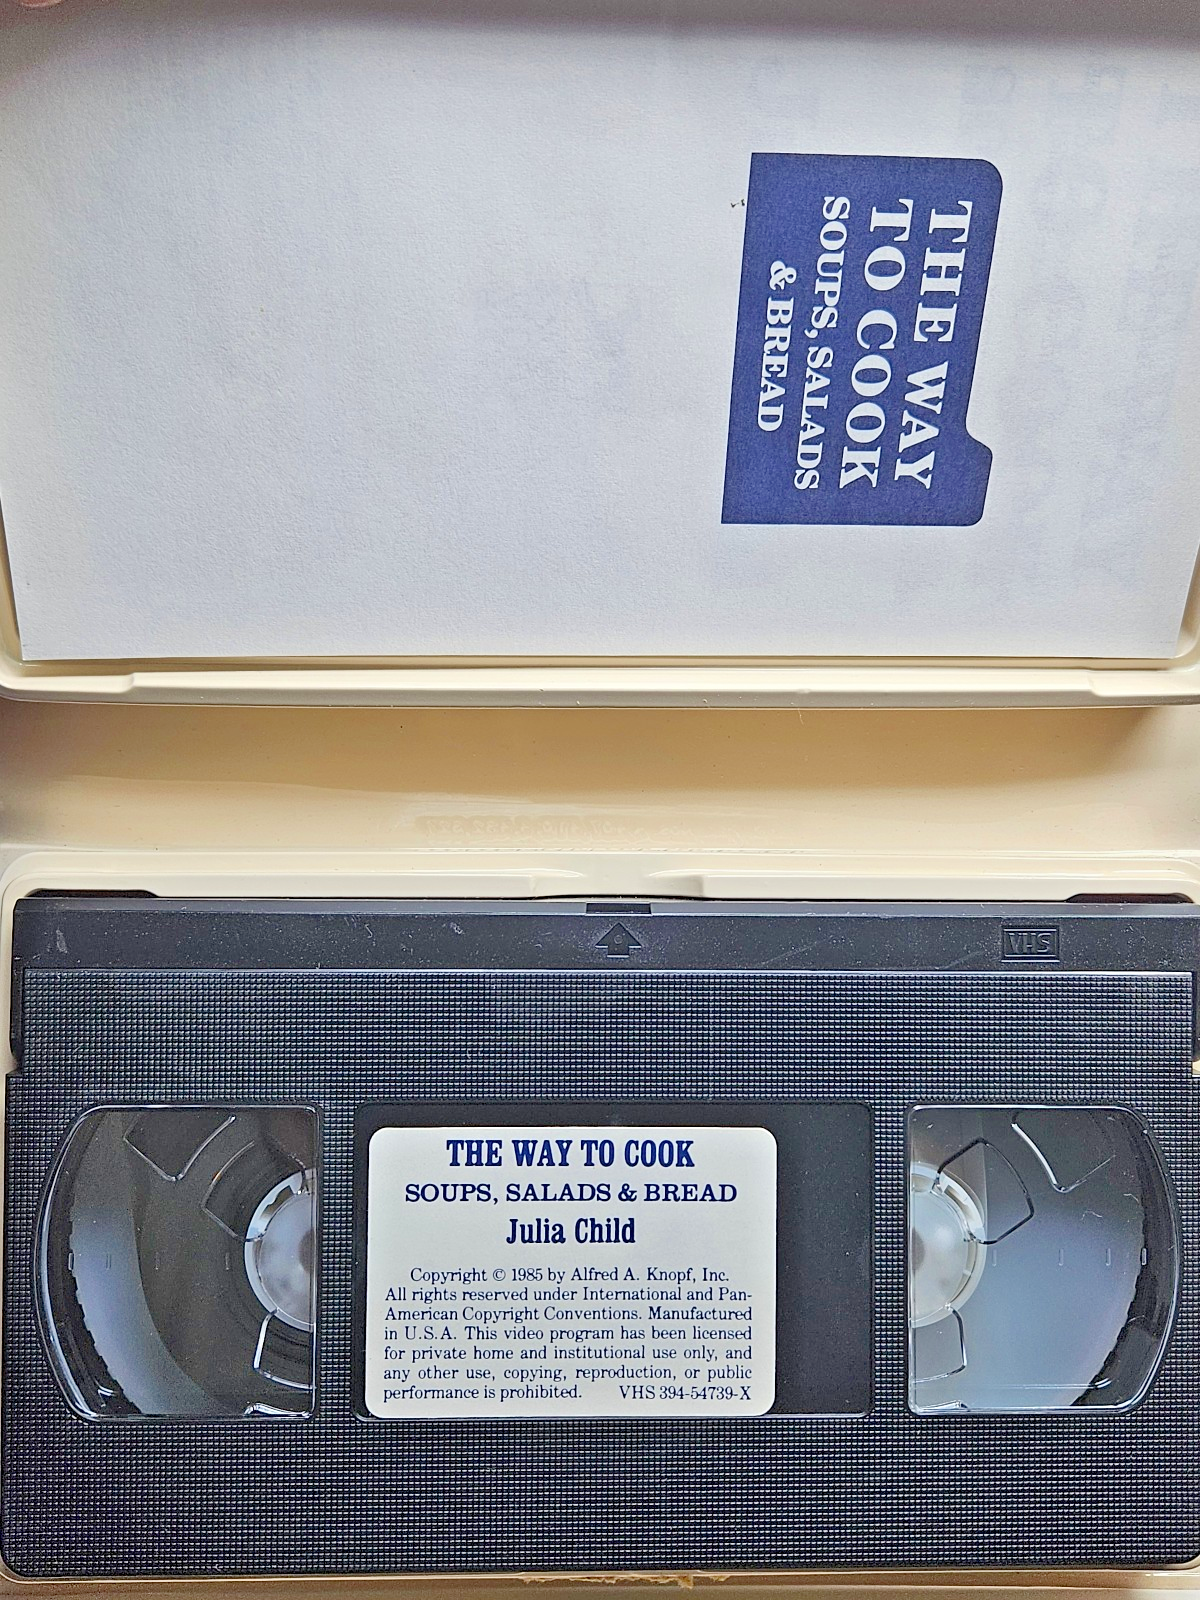 THE WAY
TO COOK
SOUPS, SALADS
& BREAD
VHS
THE WAY TO COOK
SOUPS, SALADS & BREAD
Julia Child
Copyright © 1985 by Alfred A. Knopf, Inc.
All rights reserved under International and Pan-
American Copyright Conventions. Manufactured
in U.S.A. This video program has been licensed
for private home and institutional use only, and
any other use, copying, reproduction, or public
performance is prohibited. VHS 394-54739-X